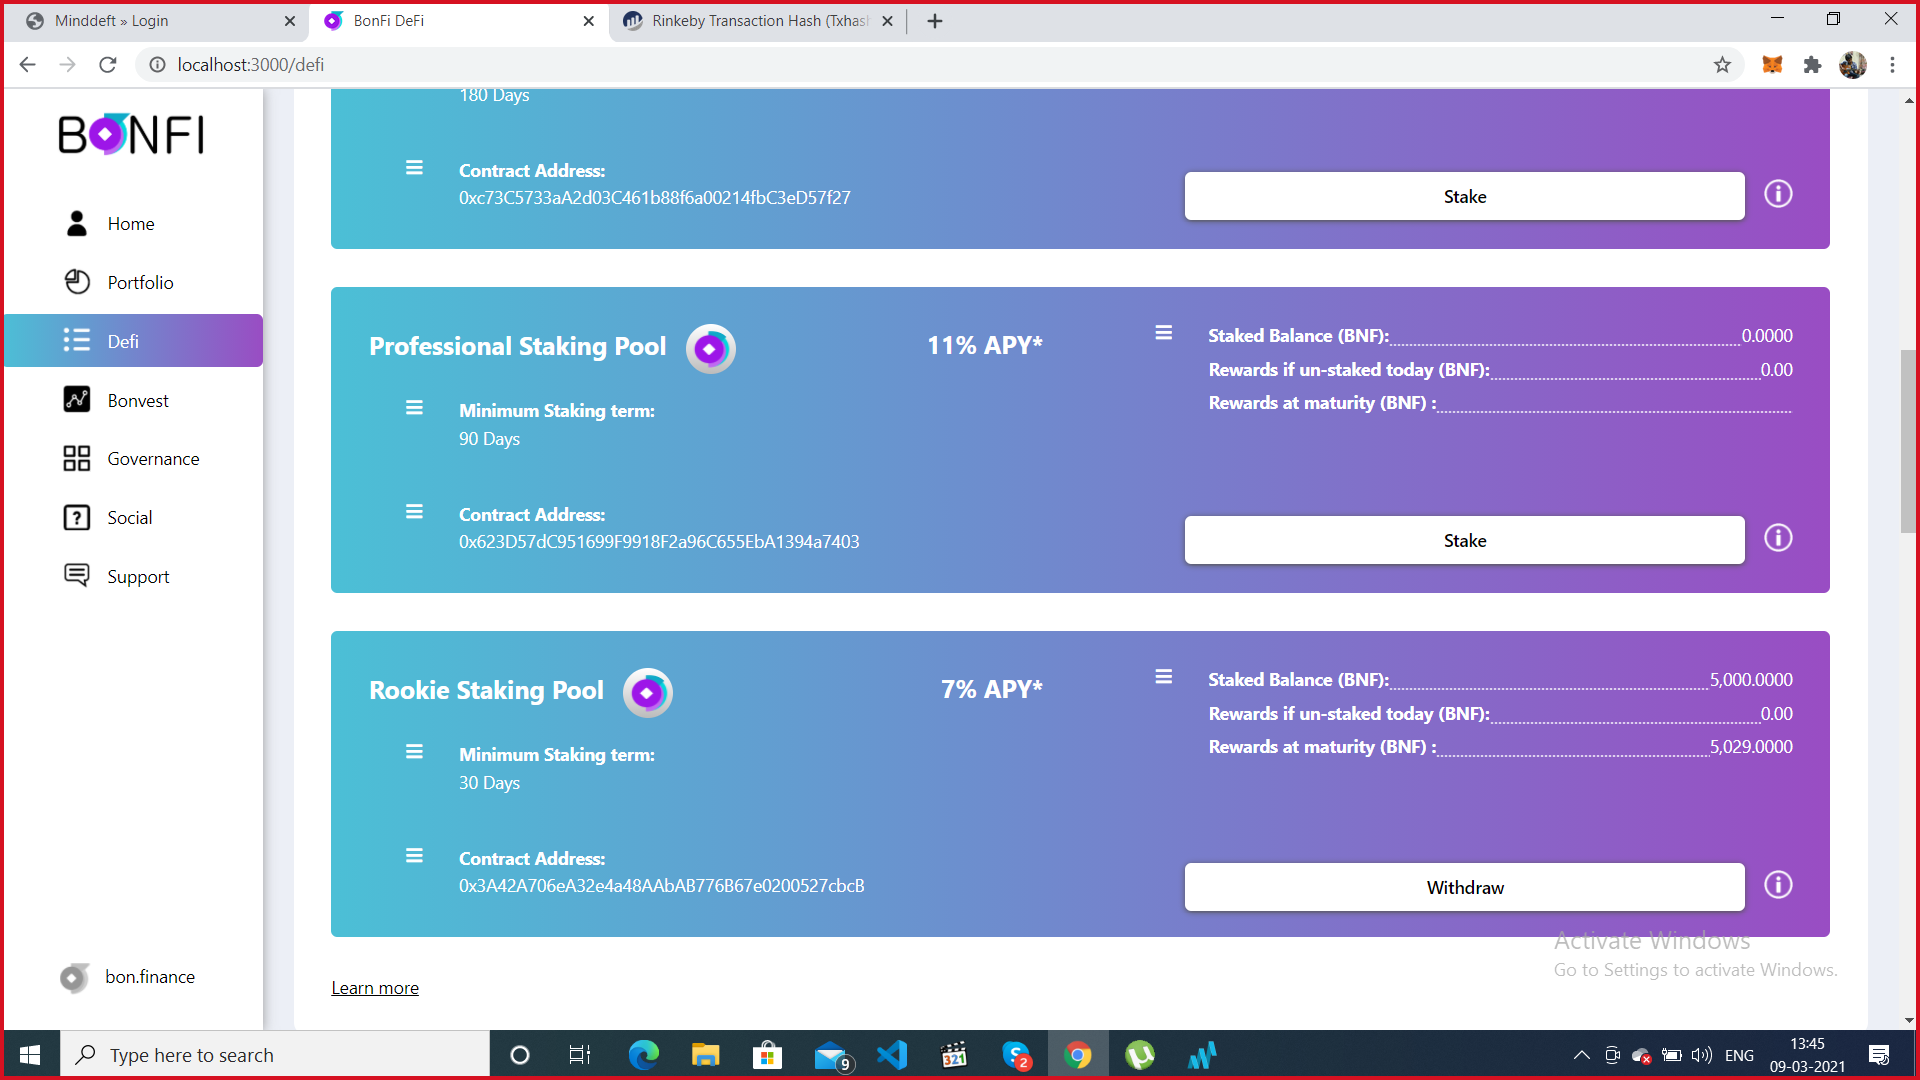 Minddeft » Login
BonFi DeFi
Rinkeby Transaction Hash (Txhash
localhost:3000/defi
BONFI
Home
Portfolio
Defi
Bonvest
Governance
Social
Support
bon.finance
180 Days
Contract Address:
0xc73C5733aA2d03C461b88f6a00214fbC3eD57f27
Stake
Professional Staking Pool
11% APY*
Minimum Staking term:
90 Days
Contract Address:
0x623D57dC951699F9918F2a96C655EbA1394a7403
Staked Balance (BNF): 0.0000
Rewards if un-staked today (BNF): 0.00
Rewards at maturity (BNF) :
Stake
Rookie Staking Pool
7% APY*
Minimum Staking term:
30 Days
Contract Address:
0x3A42A706eA32e4a48AAbAB776B67e0200527cbcB
Staked Balance (BNF): 5,000.0000
Rewards if un-staked today (BNF): 0.00
Rewards at maturity (BNF) : 5,029.0000
Withdraw
Learn more
Activate Windows
Go to Settings to activate Windows.
Type here to search
9
321
2
ENG
13:45
09-03-2021